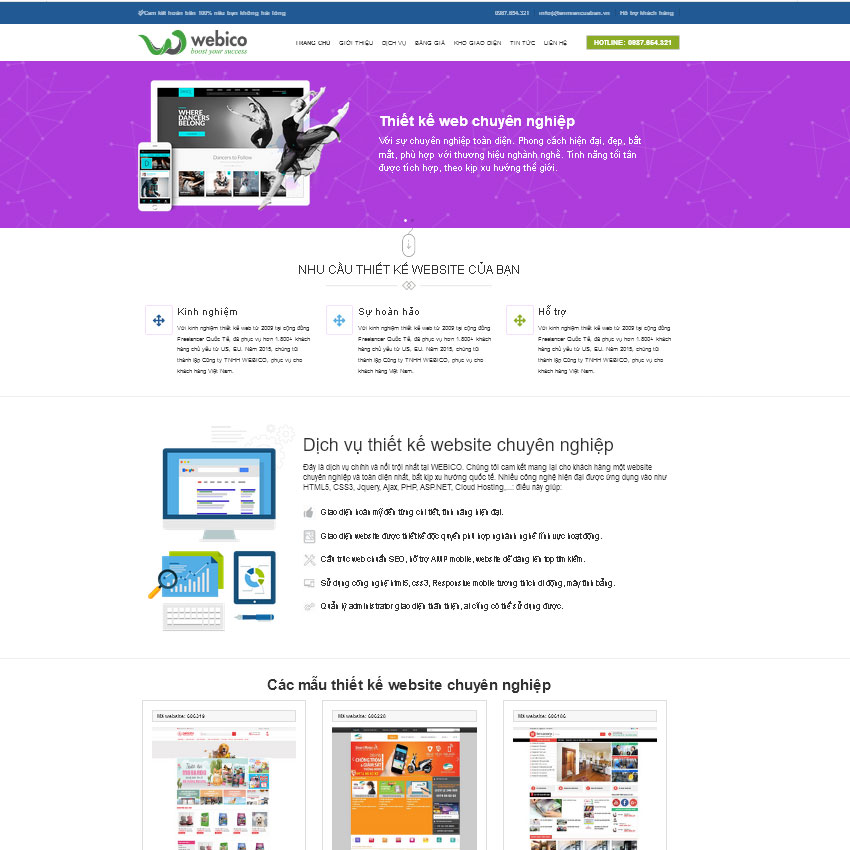 Cam kết hoàn tiền 100% nếu bạn không hài lòng
0987.654.321
Hỗ trợ khách hàng
webico
boost your success
TRANG CHỦ GIỚI THIỆU DỊCH VỤ BẢNG GIÁ KHO GIAO DIỆN TIN TỨC LIÊN HỆ
HOTLINE: 0987.654.321
WHERE
DANCERS
BELONG
Dancers to Follow
Thiết kế web chuyên nghiệp
Với sự chuyên nghiệp toàn diện. Phong cách hiện đại, đẹp, bắt
mắt, phù hợp với thương hiệu nghành nghề. Tính năng tối tân
được tích hợp, theo kịp xu hướng thế giới.
NHU CẦU THIẾT KẾ WEBSITE CỦA BẠN
Kinh nghiệm
Với kinh nghiệm thiết kế web từ 2009 tại cộng đồng
Freelancer Quốc Tế, đã phục vụ hơn 1.500+ khách
hàng chủ yếu từ US, EU. Năm 2015, chúng tôi
thành lập Công ty TNHH WEBICO, phục vụ cho
khách hàng Việt Nam.
Sự hoàn hảo
Với kinh nghiệm thiết kế web từ 2009 tại cộng đồng
Freelancer Quốc Tế, đã phục vụ hơn 1.500+ khách
hàng chủ yếu từ US, EU. Năm 2015, chúng tôi
thành lập Công ty TNHH WEBICO, phục vụ cho
khách hàng Việt Nam.
Hỗ trợ
Với kinh nghiệm thiết kế web từ 2009 tại cộng đồng
Freelancer Quốc Tế, đã phục vụ hơn 1.500+ khách
hàng chủ yếu từ US, EU. Năm 2015, chúng tôi
thành lập Công ty TNHH WEBICO, phục vụ cho
khách hàng Việt Nam.
Dịch vụ thiết kế website chuyên nghiệp
Đây là dịch vụ chính và nổi trội nhất tại WEBICO. Chúng tôi cam kết mang lại cho khách hàng một website
chuyên nghiệp và toàn diện nhất, bắt kịp xu hướng quốc tế. Nhiều công nghệ hiện đại được ứng dụng vào như
HTML5, CSS3, Jquery, Ajax, PHP, ASP.NET, Cloud Hosting,...; điều này giúp:
Giao diện hoàn mỹ đến từng chi tiết, tính năng hiện đại.
Giao diện website được thiết kế độc quyền phù hợp nghành nghề lĩnh vực hoạt động.
Cấu trúc web chuẩn SEO, hỗ trợ AMP mobile, website dễ dàng lên top tìm kiếm.
Sử dụng công nghệ html5, css3, Responsive mobile tương thích di động, máy tính bảng.
Quản lý administrator giao diện thân thiện, ai cũng có thể sử dụng được.
Các mẫu thiết kế website chuyên nghiệp
Mã website: 606319
Mã website: 606220
Mã website: 606166
CHỐNG TRỘM